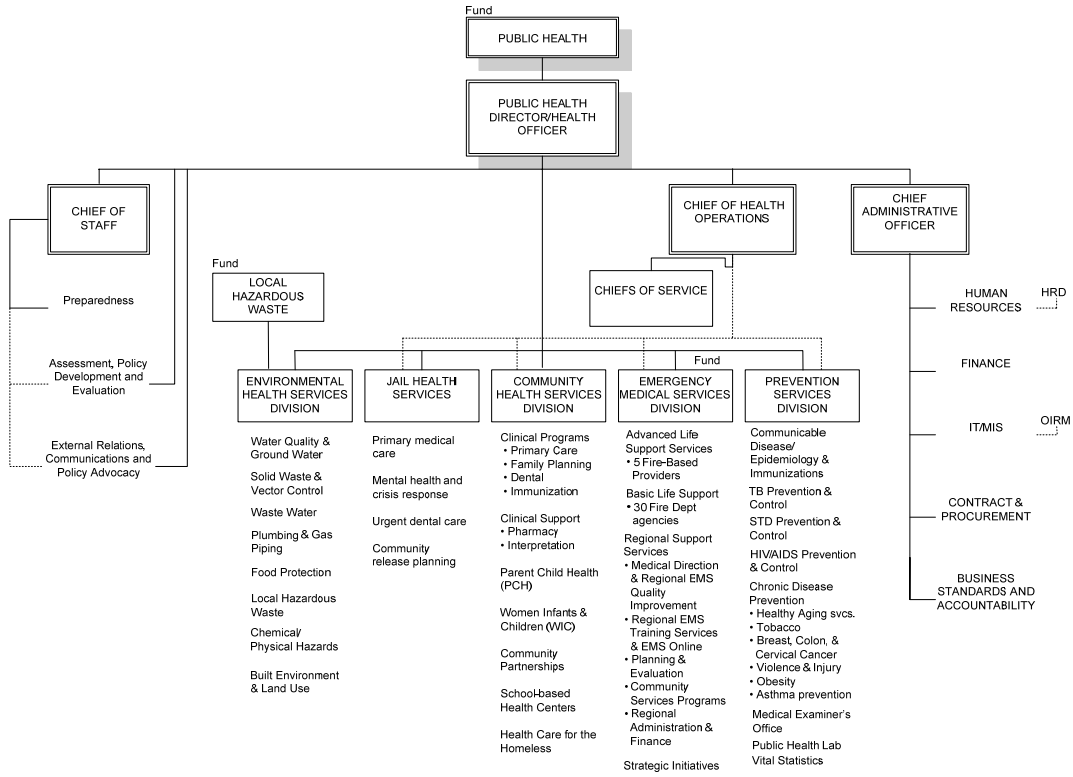 Fund
PUBLIC HEALTH
PUBLIC HEALTH
DIRECTOR/HEALTH
OFFICER
CHIEF OF
STAFF
CHIEF OF HEALTH
OPERATIONS
CHIEF
ADMINISTRATIVE
OFFICER
Preparedness
Assessment, Policy
Development and
Evaluation
External Relations,
Communications and
Policy Advocacy
Fund
LOCAL
HAZARDOUS
WASTE
CHIEFS OF SERVICE
HUMAN
RESOURCES
HRD
FINANCE
IT/MIS
OIRM
CONTRACT &
PROCUREMENT
BUSINESS
STANDARDS AND
ACCOUNTABILITY
ENVIRONMENTAL
HEALTH SERVICES
DIVISION
Water Quality &
Ground Water
Solid Waste &
Vector Control
Waste Water
Plumbing & Gas
Piping
Food Protection
Local Hazardous
Waste
Chemical/
Physical Hazards
Built Environment
& Land Use
JAIL HEALTH
SERVICES
Primary medical
care
Mental health and
crisis response
Urgent dental care
Community
release planning
COMMUNITY
HEALTH SERVICES
DIVISION
Clinical Programs
• Primary Care
• Family Planning
• Dental
• Immunization
Clinical Support
• Pharmacy
• Interpretation
Parent Child Health
(PCH)
Women Infants &
Children (WIC)
Community
Partnerships
School-based
Health Centers
Health Care for the
Homeless
Fund
EMERGENCY
MEDICAL SERVICES
DIVISION
Advanced Life
Support Services
• 5 Fire-Based
Providers
Basic Life Support
• 30 Fire Dept
agencies
Regional Support
Services
• Medical Direction
& Regional EMS
Quality
Improvement
• Regional EMS
Training Services
& EMS Online
• Planning &
Evaluation
• Community
Services Programs
• Regional
Administration &
Finance
Strategic Initiatives
PREVENTION
SERVICES
DIVISION
Communicable
Disease/
Epidemiology &
Immunizations
TB Prevention &
Control
STD Prevention &
Control
HIV/AIDS Prevention
& Control
Chronic Disease
Prevention
• Healthy Aging svcs.
• Tobacco
• Breast, Colon, &
Cervical Cancer
• Violence & Injury
• Obesity
• Asthma prevention
Medical Examiner's
Office
Public Health Lab
Vital Statistics